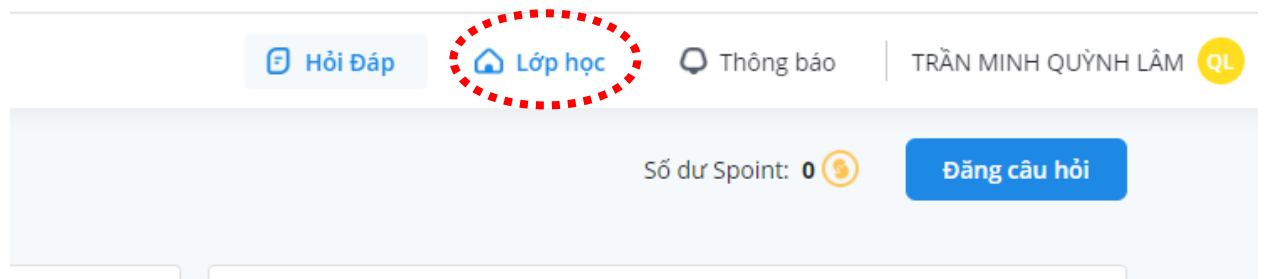 Hỏi Đáp Lớp học Thông báo TRẦN MINH QUỲNH LÂM QL
Số dư Spoint: 0 Đăng câu hỏi